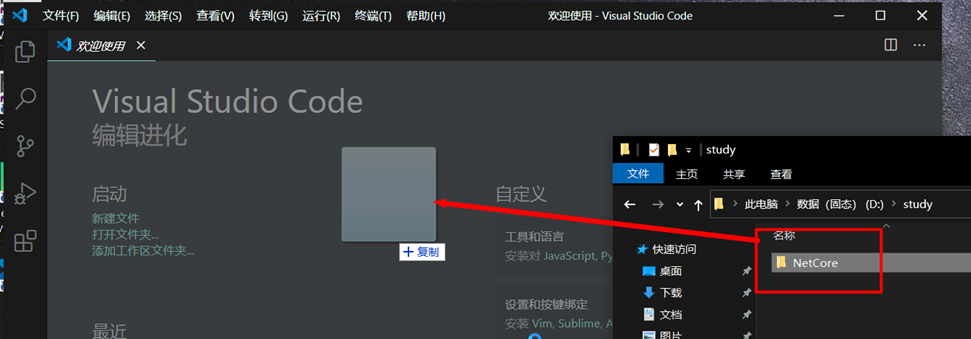 文件(F) 编辑(E) 选择(S) 查看(V) 转到(G) 运行(R) 终端(T) 帮助(H) 欢迎使用 - Visual Studio Code
欢迎使用
Visual Studio Code
编辑进化
启动
新建文件
打开文件夹...
添加工作区文件夹...
最近
复制
自定义
工具和语言
安装对 JavaScript, Py
设置和按键绑定
安装 Vim, Sublime, A
study
文件 主页 共享 查看
此电脑 数据 (固态) (D:) study
名称
快速访问
NetCore
桌面
下载
文档
图片